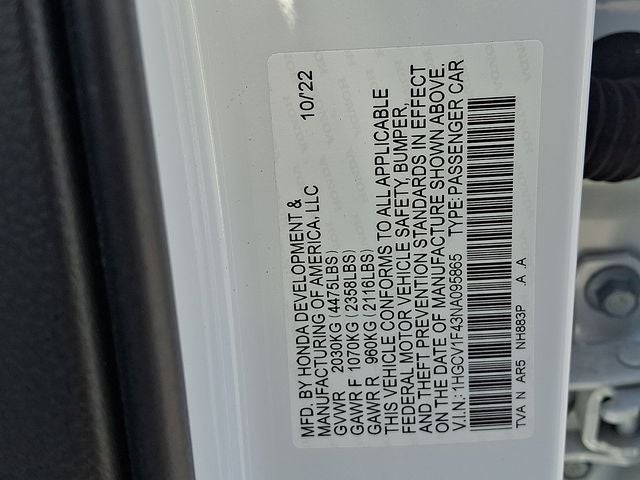 MFD. BY HONDA DEVELOPMENT & 10/22
MANUFACTURING OF AMERICA, LLC
GVWR 2030KG (4475LBS)
GAWR F 1070KG (2358LBS)
GAWR R 960KG (2116LBS)
THIS VEHICLE CONFORMS TO ALL APPLICABLE
FEDERAL MOTOR VEHICLE SAFETY, BUMPER,
AND THEFT PREVENTION STANDARDS IN EFFECT
ON THE DATE OF MANUFACTURE SHOWN ABOVE.
V.I.N.: 1HGCV1F43NA095865 TYPE: PASSENGER CAR
TVA N AR5 NH883P A .A